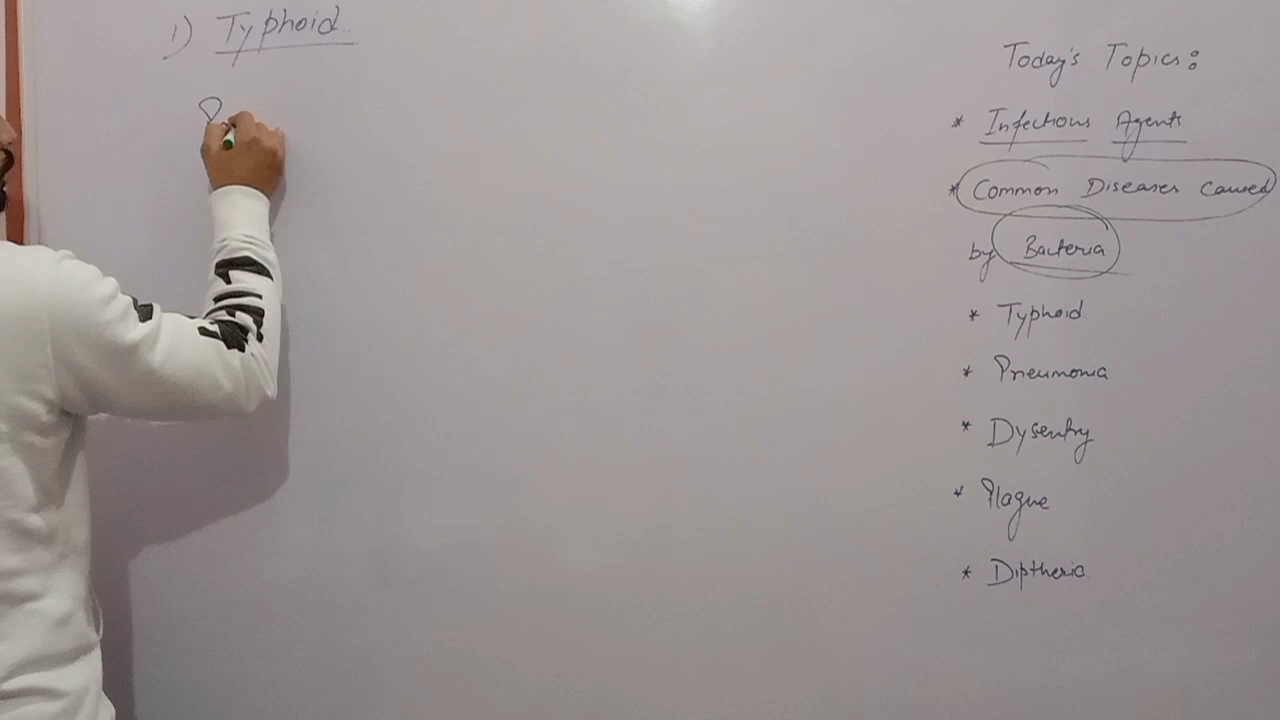 1) Typhoid
Today's Topics:
* Infectious Agents
* Common Diseases Caused
by Bacteria
* Typhoid
* Pneumonia
* Dysentry
* Plague
* Diptheria